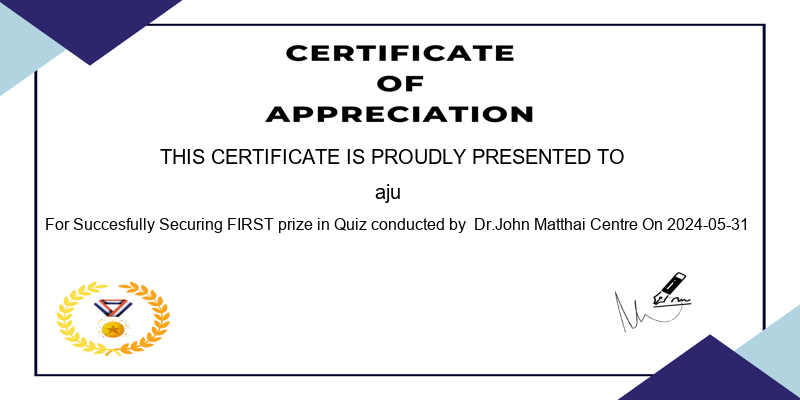 CERTIFICATE
OF
APPRECIATION
THIS CERTIFICATE IS PROUDLY PRESENTED TO
aju
For Succesfully Securing FIRST prize in Quiz conducted by  Dr.John Matthai Centre On 2024-05-31